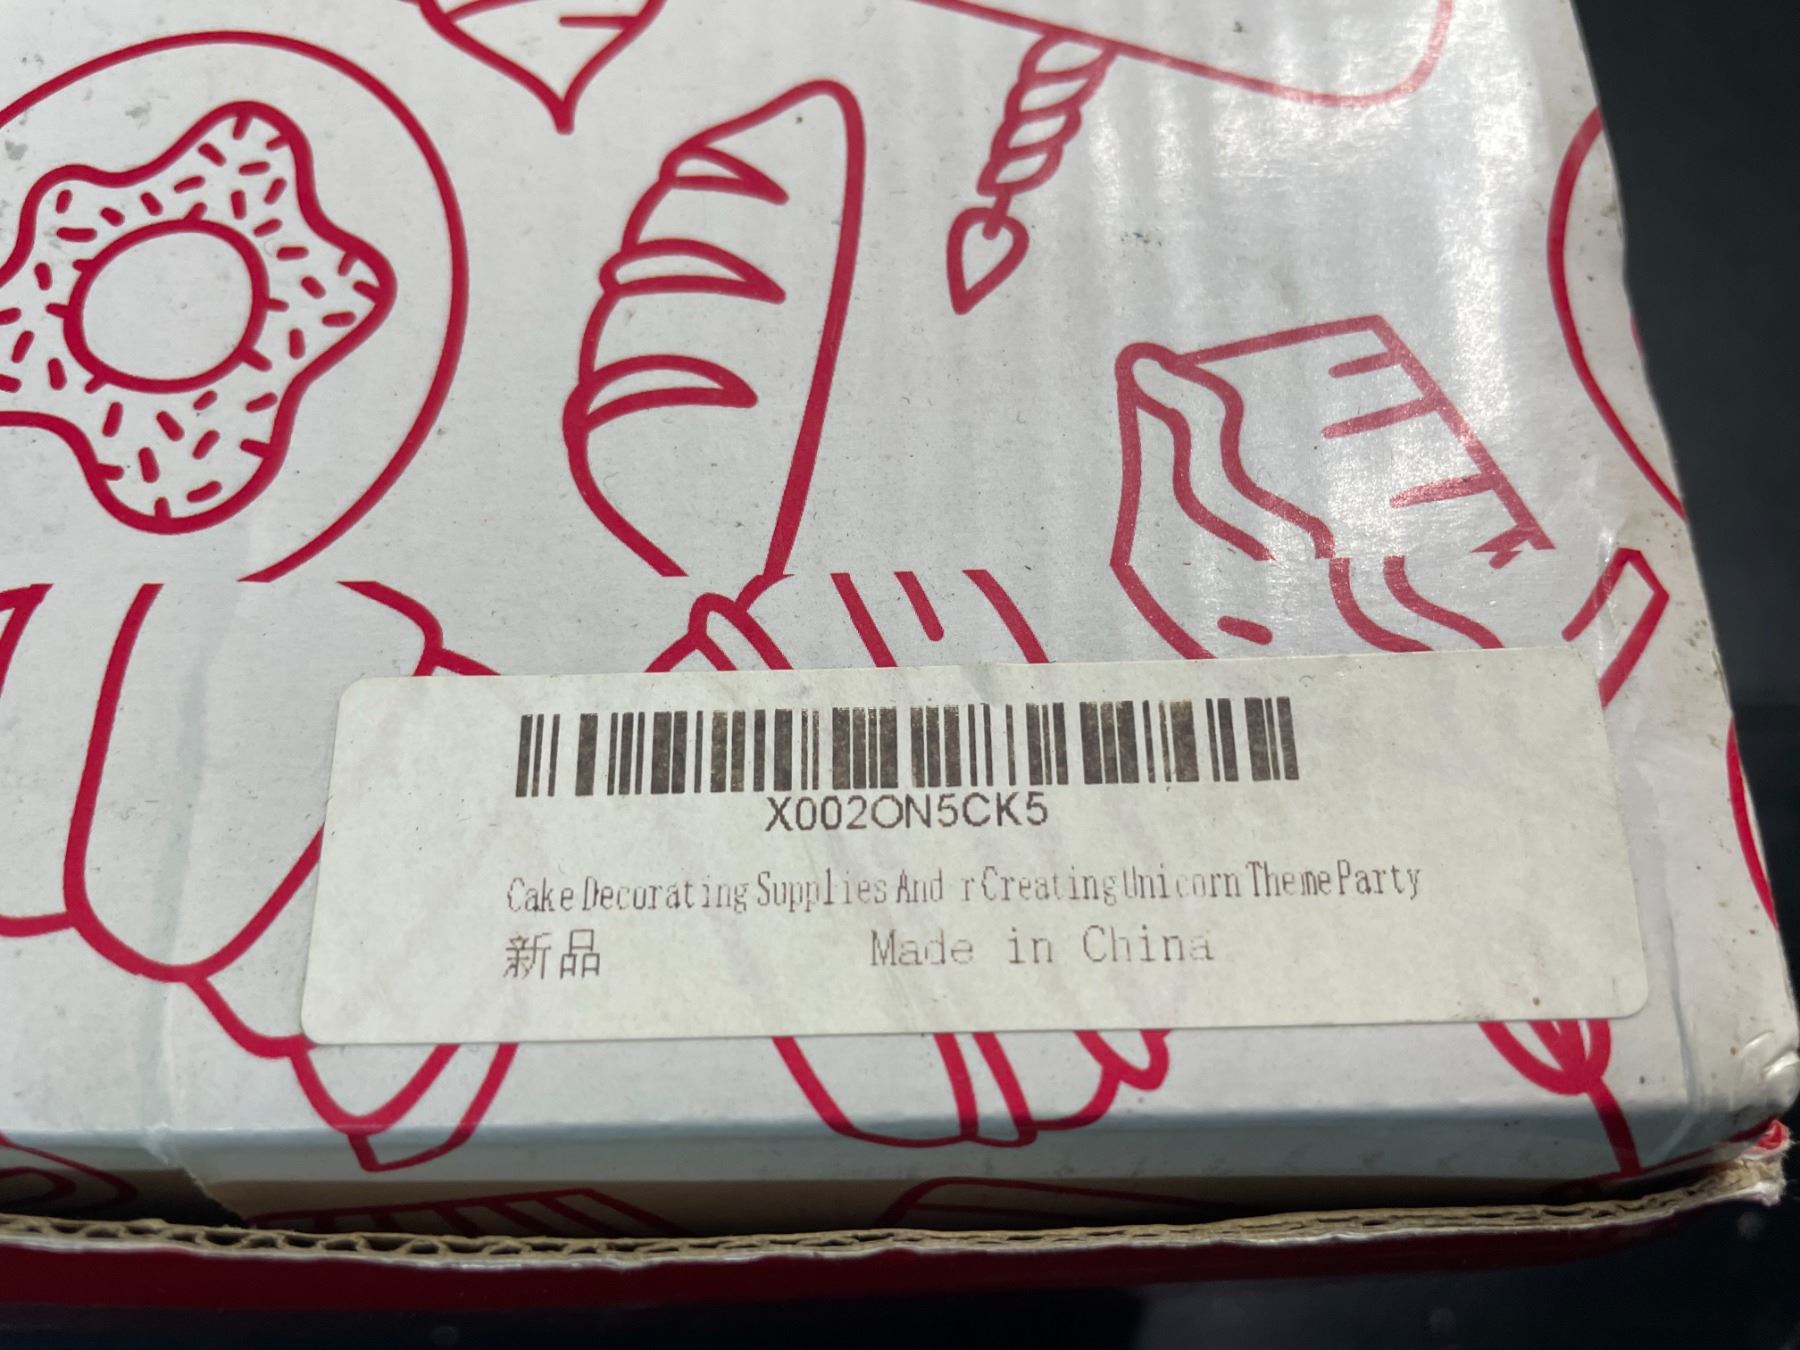 X002ON5CK5
Cake Decorating Supplies And r Creating Unicorn Theme Party
新品 Made in China